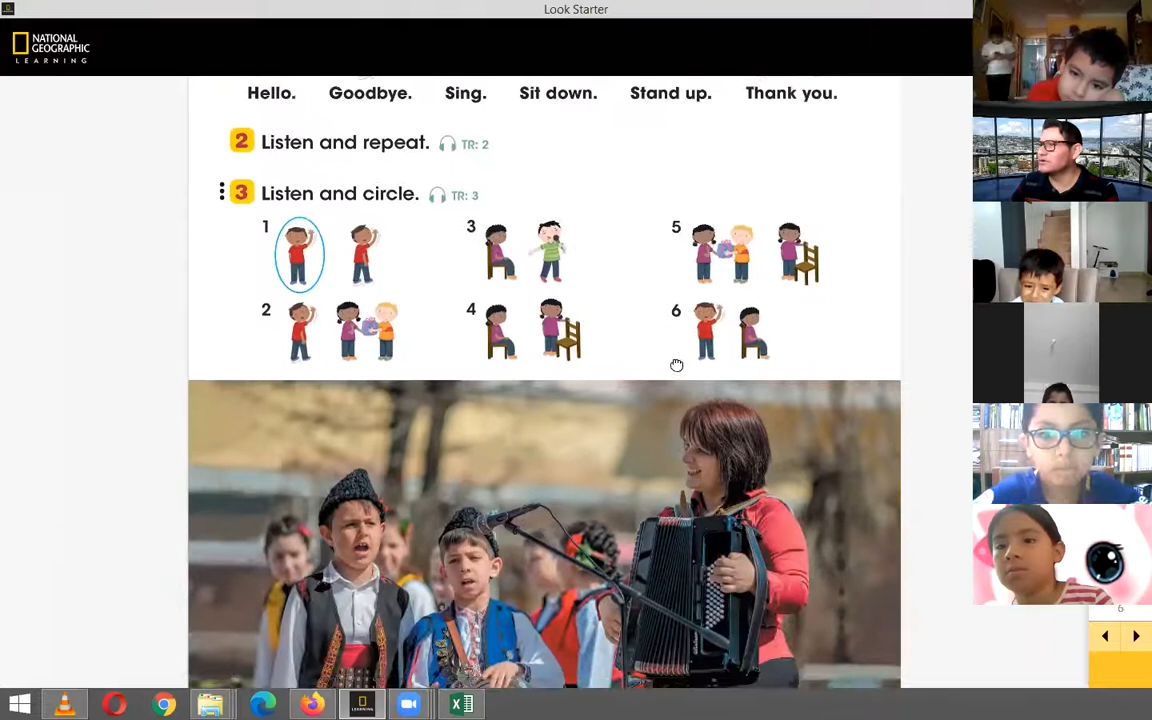 Look Starter
NATIONAL
GEOGRAPHIC
LEARNING
Hello. Goodbye. Sing. Sit down. Stand up. Thank you.
2 Listen and repeat. TR: 2
3 Listen and circle. TR: 3
1 3 5
2 4 6
6